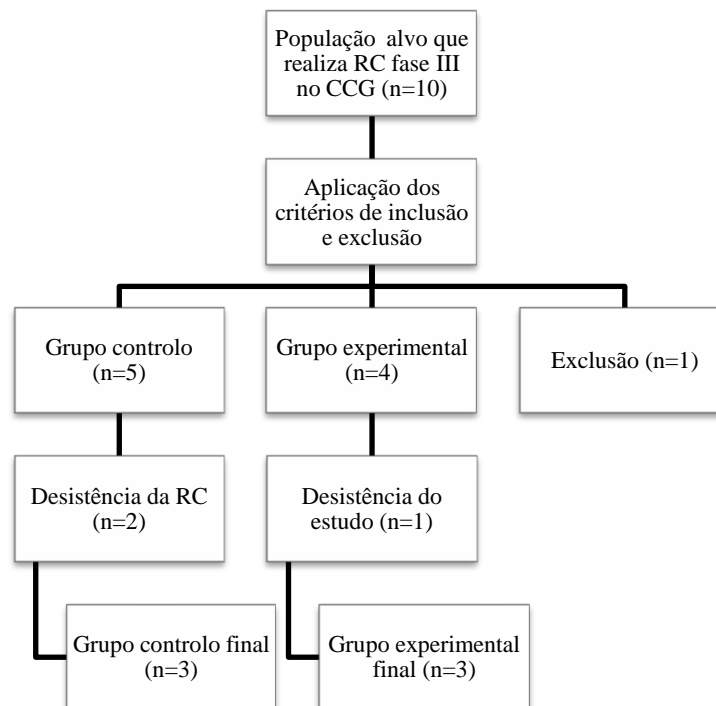 População alvo que
realiza RC fase III
no CCG (n=10)
Aplicação dos
critérios de inclusão
e exclusão
Grupo controlo
(n=5)
Grupo experimental
(n=4)
Exclusão (n=1)
Desistência da RC
(n=2)
Desistência do
estudo (n=1)
Grupo controlo final
(n=3)
Grupo experimental
final (n=3)